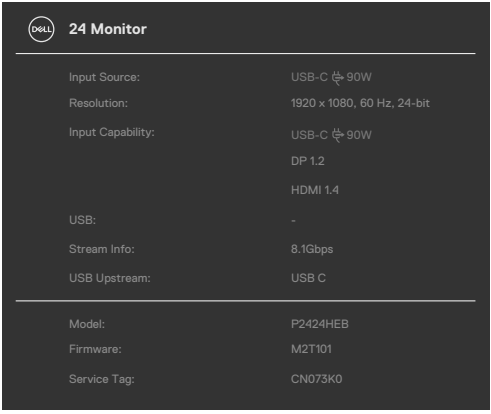 DELL 24 Monitor
Input Source: USB-C 90W
Resolution: 1920 x 1080, 60 Hz, 24-bit
Input Capability: USB-C 90W
DP 1.2
HDMI 1.4
USB: -
Stream Info: 8.1Gbps
USB Upstream: USB C
Model: P2424HEB
Firmware: M2T101
Service Tag: CN073K0